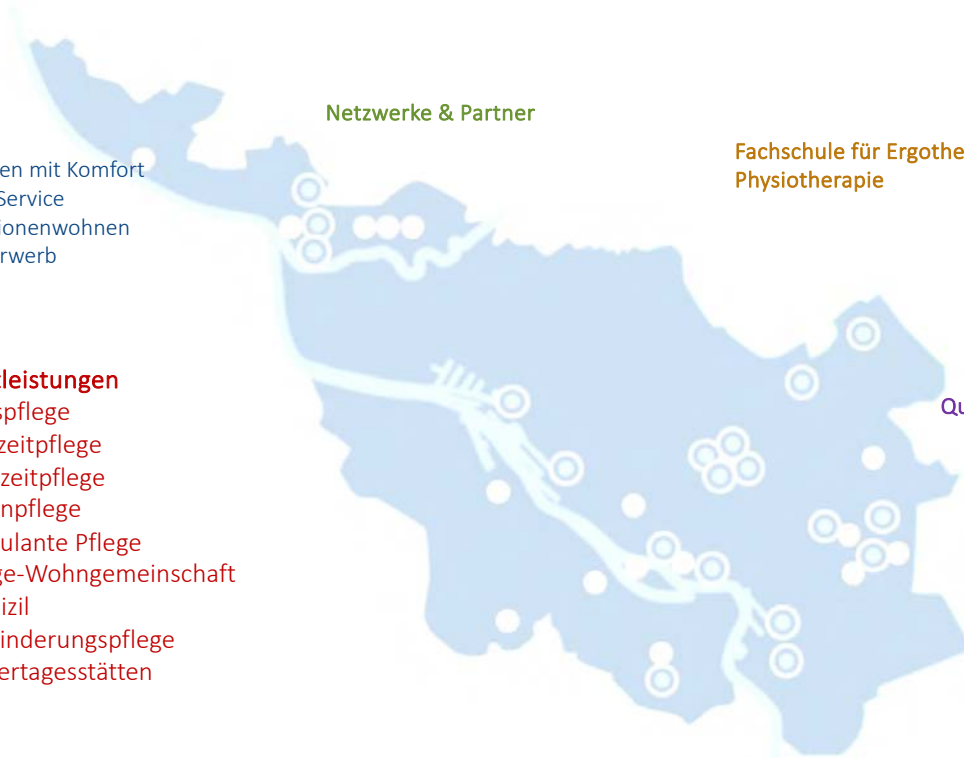 Netzwerke & Partner
Fachschule für Ergothe
Physiotherapie
en mit Komfort
Service
ionenwohnen
rwerb
leistungen
spflege
zeitpflege
zeitpflege
npflege
ulante Pflege
ge-Wohngemeinschaft
izil
inderungspflege
ertagesstätten
Qu